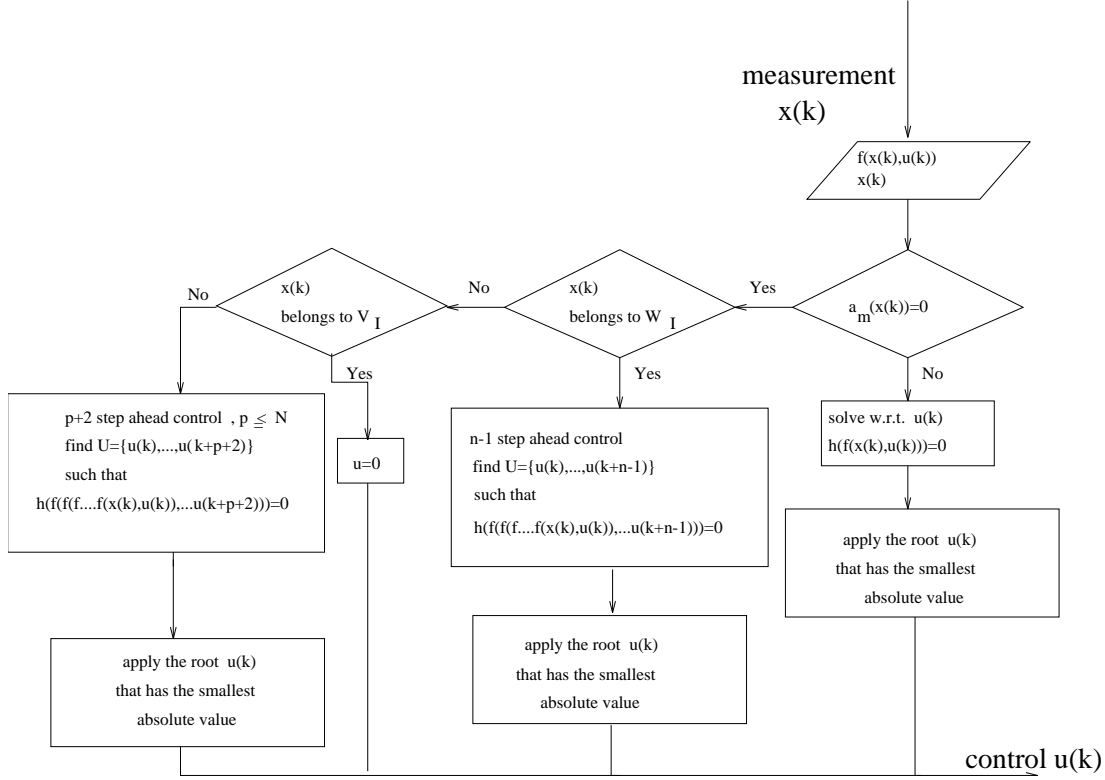 measurement
x(k)
f(x(k),u(k))
x(k)
a_m(x(k))=0
Yes
No
x(k)
belongs to W_I
No
Yes
x(k)
belongs to V_I
No
Yes
p+2 step ahead control , p ≦ N
find U={u(k),...,u(k+p+2)}
such that
h(f(f(f....f(x(k),u(k)),...u(k+p+2)))=0
u=0
n-1 step ahead control
find U={u(k),...,u(k+n-1)}
such that
h(f(f(f....f(x(k),u(k)),...u(k+n-1)))=0
solve w.r.t. u(k)
h(f(x(k),u(k)))=0
apply the root u(k)
that has the smallest
absolute value
apply the root u(k)
that has the smallest
absolute value
apply the root u(k)
that has the smallest
absolute value
control u(k)